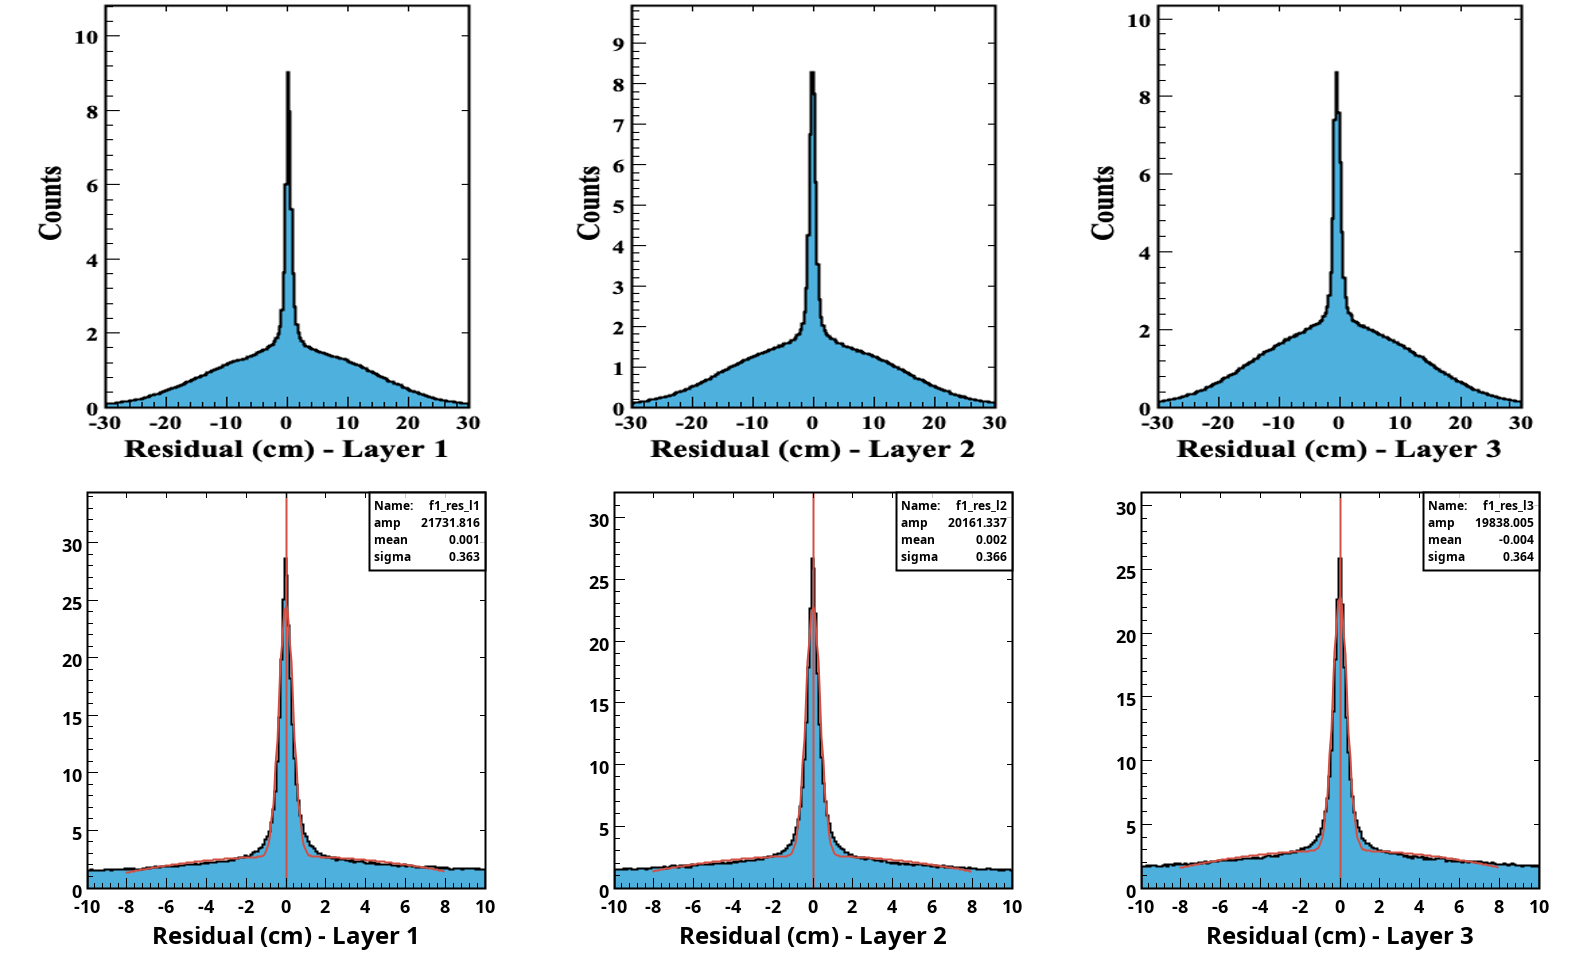 10
8
6
4
2
0
-30 -20 -10 0 10 20 30
Counts
Residual (cm) - Layer 1
9
8
7
6
5
4
3
2
1
0
-30 -20 -10 0 10 20 30
Counts
Residual (cm) - Layer 2
10
8
6
4
2
0
-30 -20 -10 0 10 20 30
Counts
Residual (cm) - Layer 3
Name: f1_res_l1
amp 21731.816
mean 0.001
sigma 0.363
30
25
20
15
10
5
0
-10 -8 -6 -4 -2 0 2 4 6 8 10
Residual (cm) - Layer 1
Name: f1_res_l2
amp 20161.337
mean 0.002
sigma 0.366
30
25
20
15
10
5
0
-10 -8 -6 -4 -2 0 2 4 6 8 10
Residual (cm) - Layer 2
Name: f1_res_l3
amp 19838.005
mean -0.004
sigma 0.364
30
25
20
15
10
5
0
-10 -8 -6 -4 -2 0 2 4 6 8 10
Residual (cm) - Layer 3